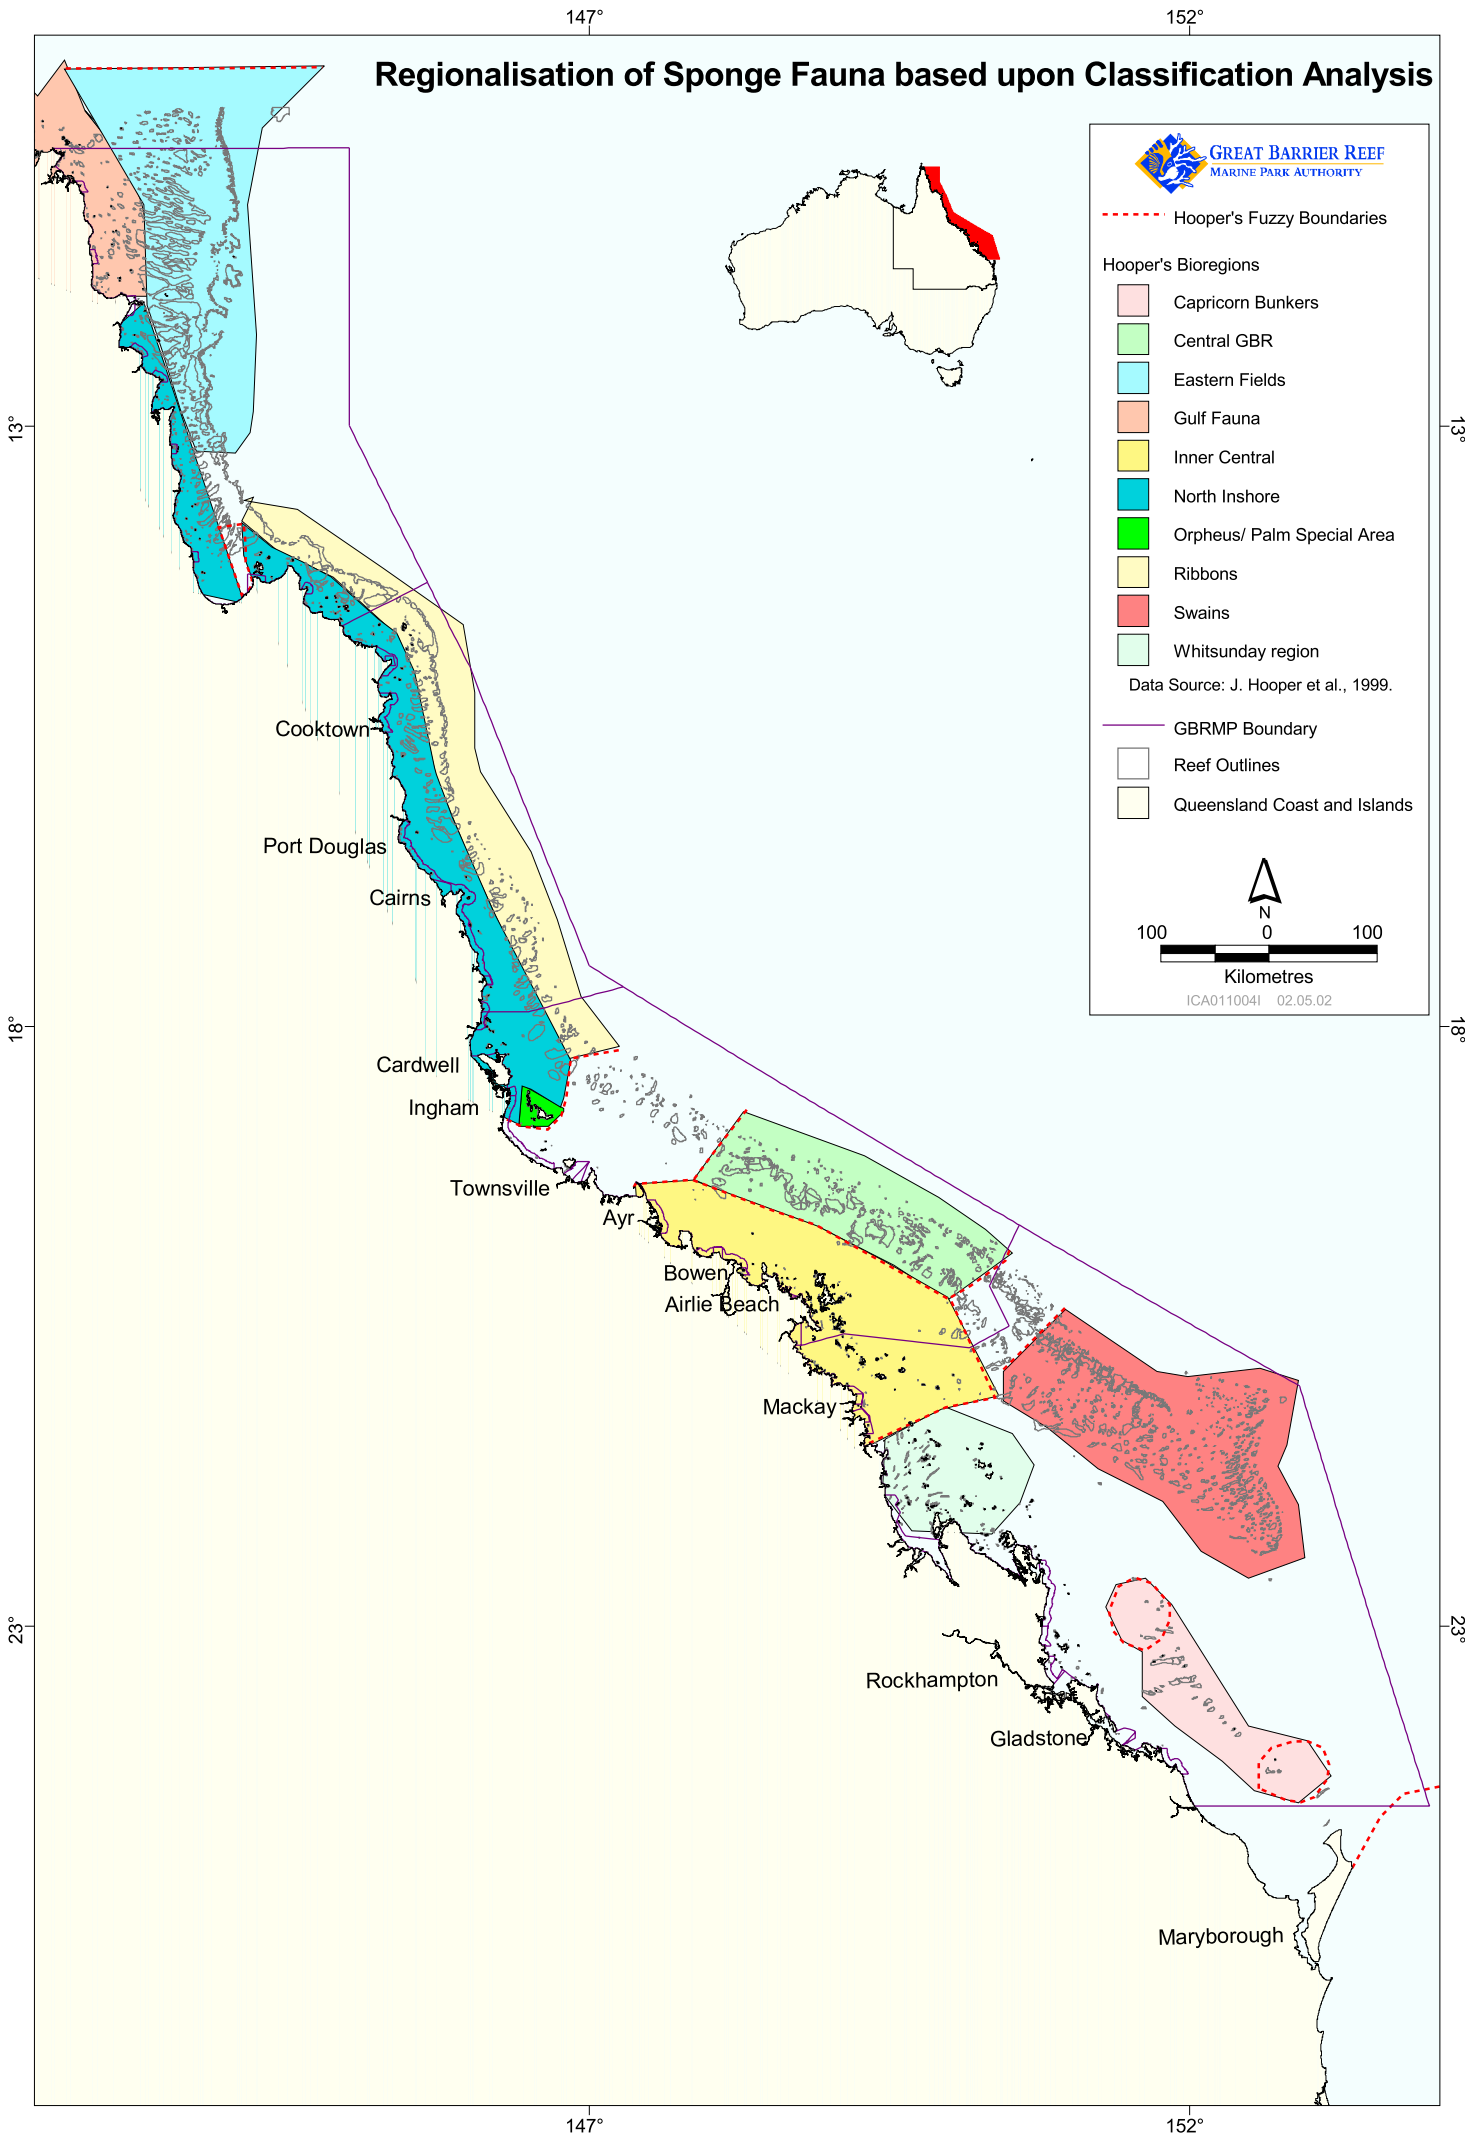 147° 152°
Regionalisation of Sponge Fauna based upon Classification Analysis
GREAT BARRIER REEF
MARINE PARK AUTHORITY
Hooper's Fuzzy Boundaries
Hooper's Bioregions
Capricorn Bunkers
Central GBR
Eastern Fields
Gulf Fauna
Inner Central
North Inshore
Orpheus/ Palm Special Area
Ribbons
Swains
Whitsunday region
Data Source: J. Hooper et al., 1999.
GBRMP Boundary
Reef Outlines
Queensland Coast and Islands
N
100 0 100
Kilometres
ICA011004I 02.05.02
13° 13°
Cooktown
Port Douglas
Cairns
18° 18°
Cardwell
Ingham
Townsville
Ayr
Bowen
Airlie Beach
Mackay
23° 23°
Rockhampton
Gladstone
Maryborough
147° 152°